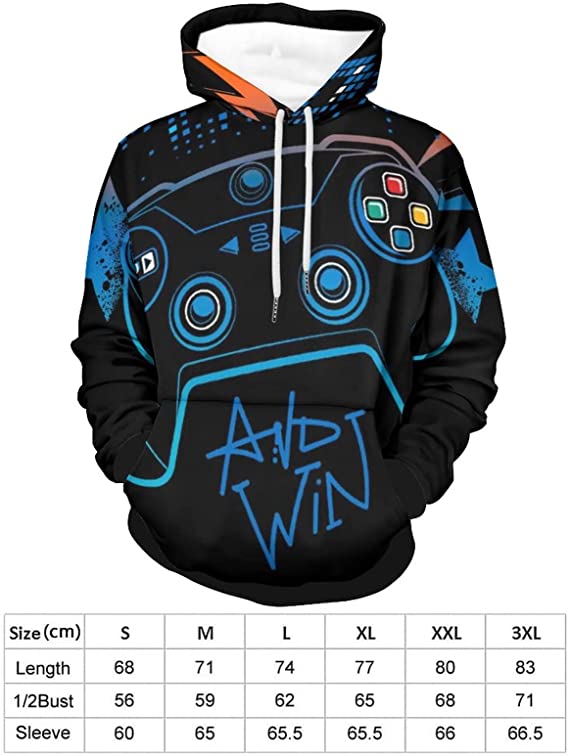 AND
WIN
Size(cm) S M L XL XXL 3XL
Length 68 71 74 77 80 83
1/2Bust 56 59 62 65 68 71
Sleeve 60 65 65.5 65.5 66 66.5